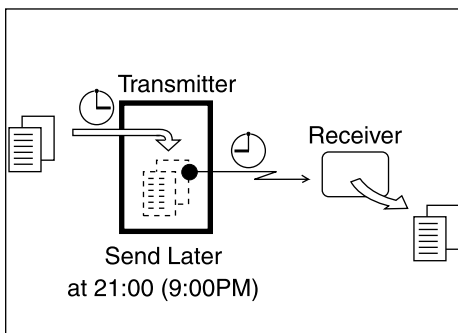 Transmitter
Receiver
Send Later
at 21:00 (9:00PM)